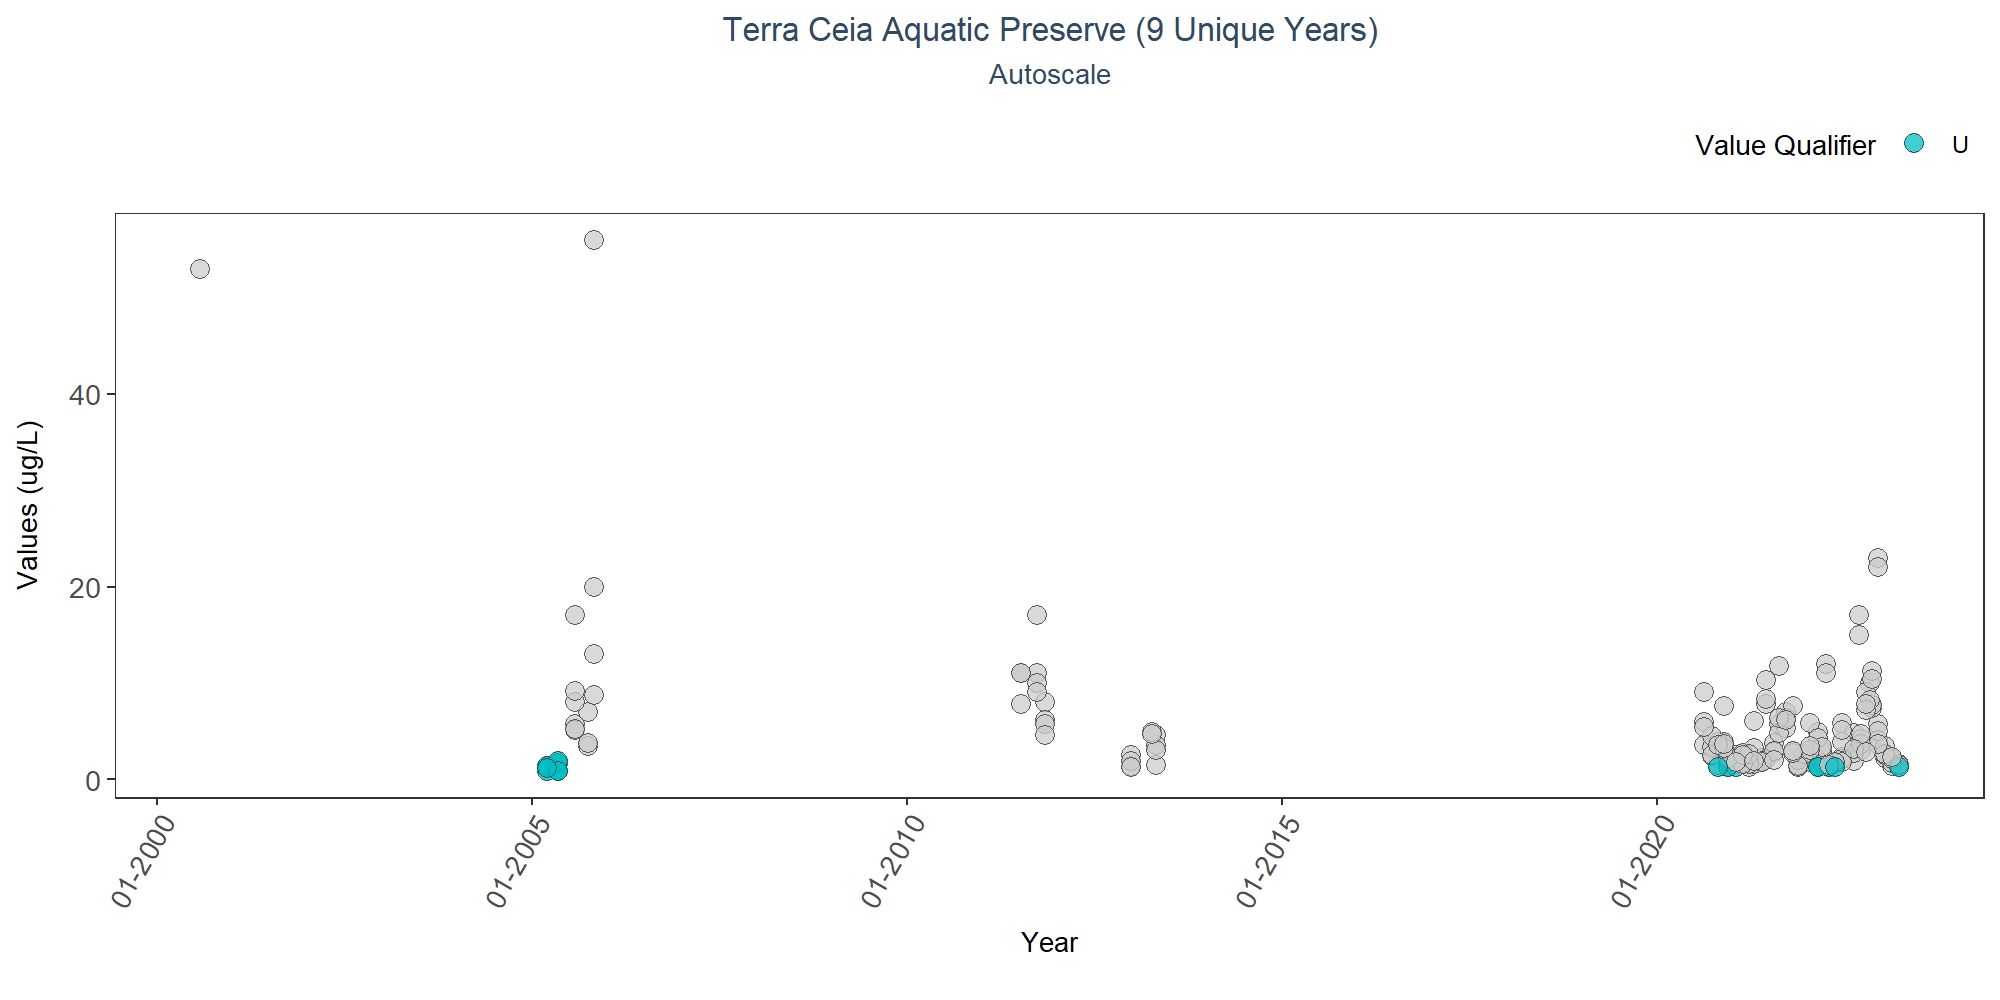 Terra Ceia Aquatic Preserve (9 Unique Years)
Autoscale
Value Qualifier U
Values (ug/L)
40
20
0
01-2000 01-2005 01-2010 01-2015 01-2020
Year